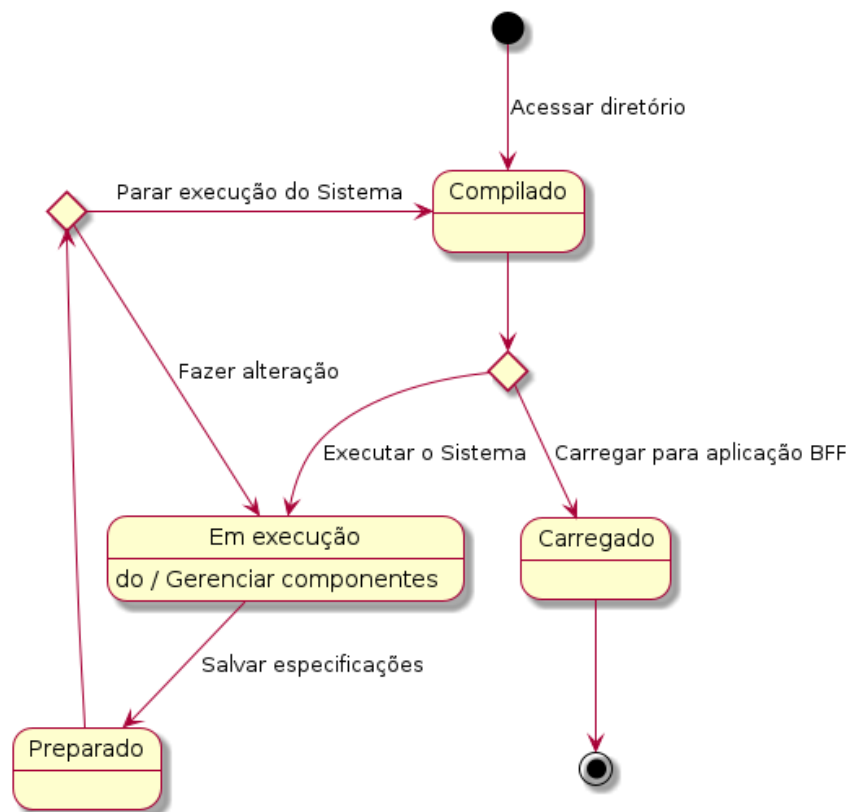 Acessar diretório
Parar execução do Sistema
Compilado
Fazer alteração
Executar o Sistema
Carregar para aplicação BFF
Em execução
do / Gerenciar componentes
Carregado
Salvar especificações
Preparado